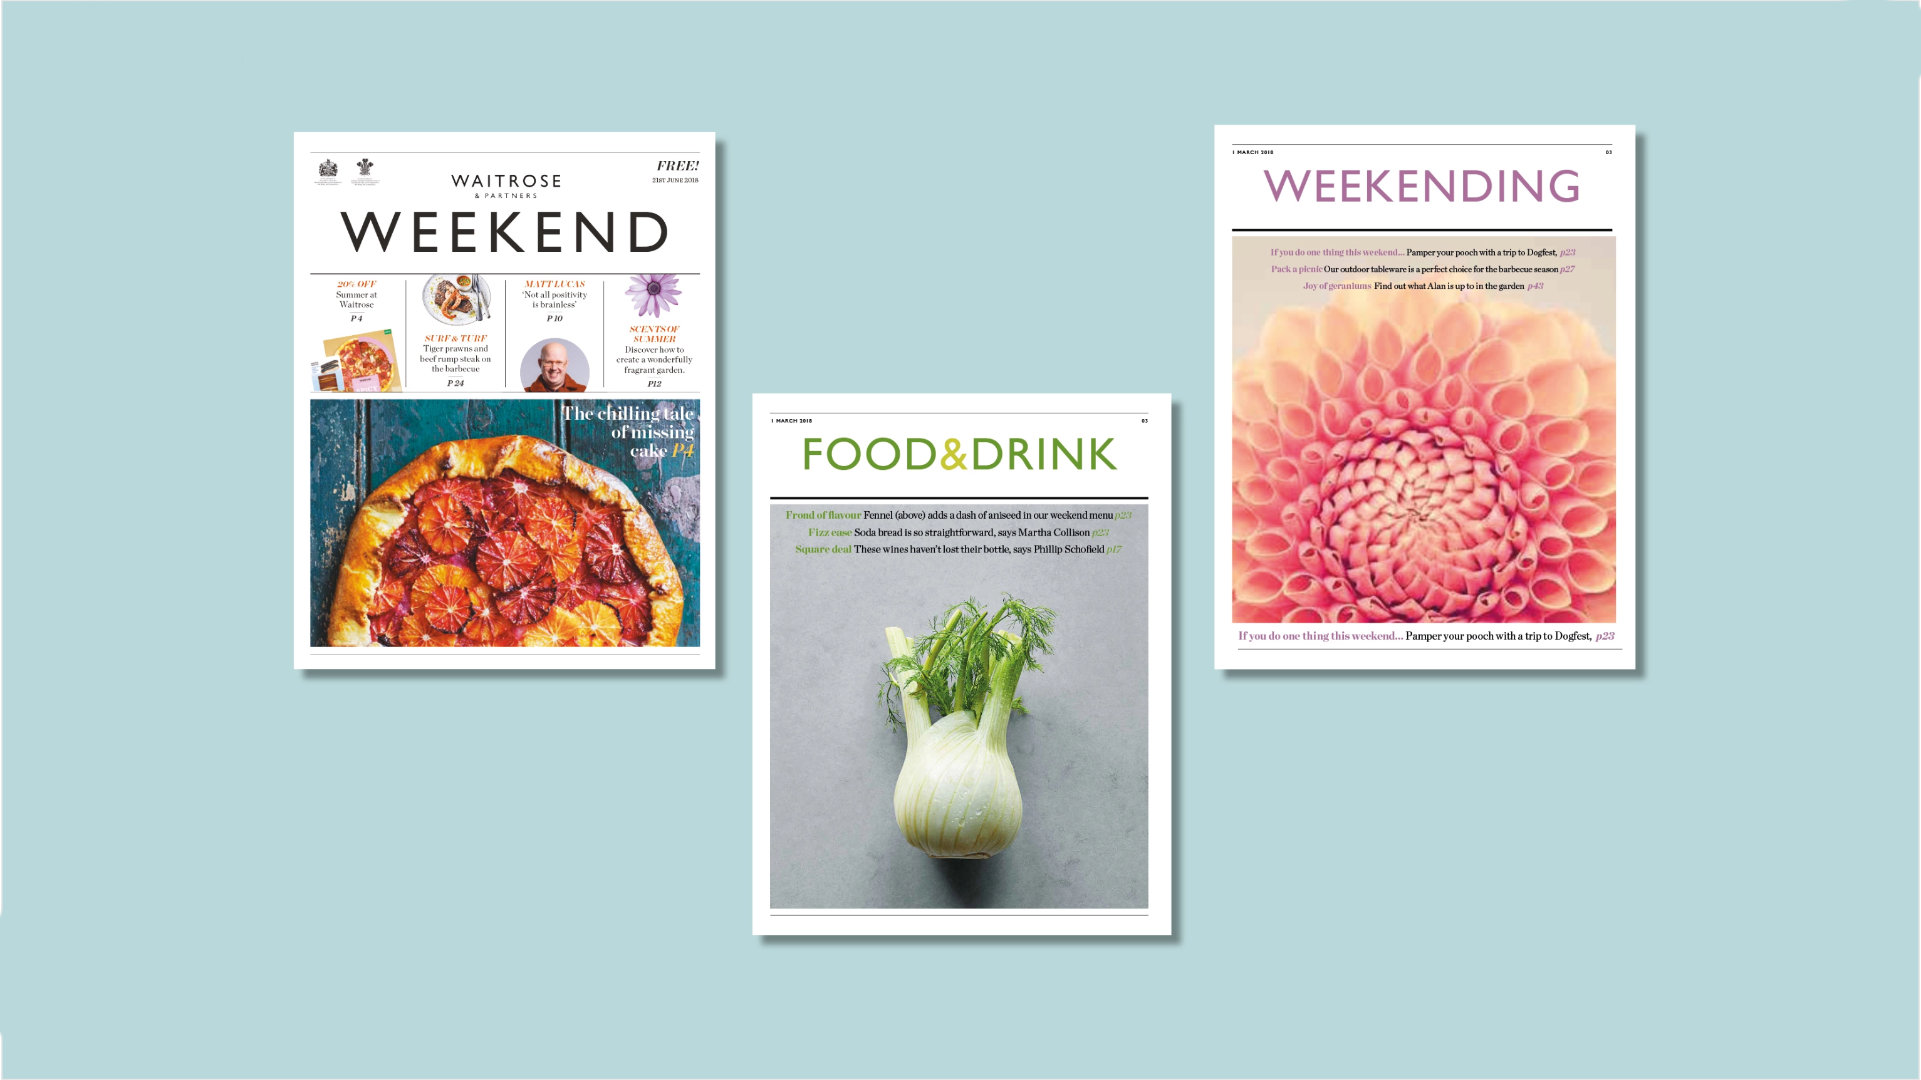 FREE!
21ST JUNE 2018
WAITROSE
& PARTNERS
WEEKEND
20% OFF
Summer at
Waitrose
P 4
SURF & TURF
Tiger prawns and
beef rump steak on
the barbecue
P 24
MATT LUCAS
‘Not all positivity
is brainless’
P 10
SCENTS OF
SUMMER
Discover how to
create a wonderfully
fragrant garden.
P12
The chilling tale
of missing
cake P4
1 MARCH 2018
03
FOOD&DRINK
Frond of flavour Fennel (above) adds a dash of aniseed in our weekend menu p23
Fizz ease Soda bread is so straightforward, says Martha Collison p23
Square deal These wines haven’t lost their bottle, says Phillip Schofield p17
1 MARCH 2018
03
WEEKENDING
If you do one thing this weekend... Pamper your pooch with a trip to Dogfest, p23
Pack a picnic Our outdoor tableware is a perfect choice for the barbecue season p27
Joy of geraniums Find out what Alan is up to in the garden p43
If you do one thing this weekend... Pamper your pooch with a trip to Dogfest, p23